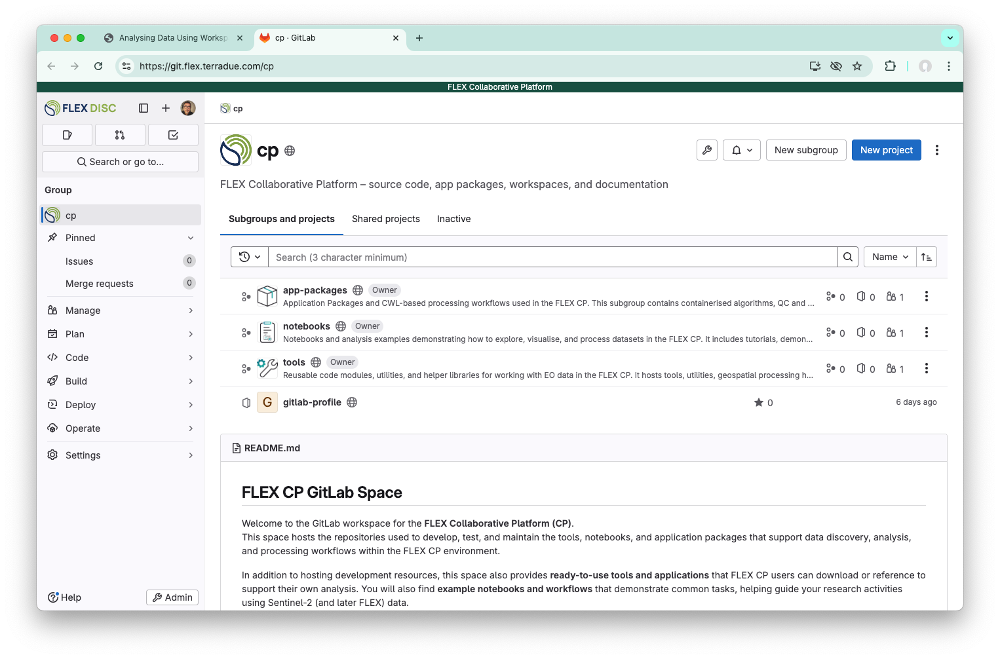 Analysing Data Using Worksp
cp · GitLab
https://git.flex.terradue.com/cp
FLEX Collaborative Platform
FLEX DISC
Search or go to...
Group
cp
Pinned
Issues
0
Merge requests
0
Manage
Plan
Code
Build
Deploy
Operate
Settings
Help
Admin
cp
cp
New subgroup
New project
FLEX Collaborative Platform – source code, app packages, workspaces, and documentation
Subgroups and projects
Shared projects
Inactive
Search (3 character minimum)
Name
app-packages
Owner
Application Packages and CWL-based processing workflows used in the FLEX CP. This subgroup contains containerised algorithms, QC and ...
0
0
1
notebooks
Owner
Notebooks and analysis examples demonstrating how to explore, visualise, and process datasets in the FLEX CP. It includes tutorials, demon...
0
0
1
tools
Owner
Reusable code modules, utilities, and helper libraries for working with EO data in the FLEX CP. It hosts tools, utilities, geospatial processing h...
0
0
1
G
gitlab-profile
0
6 days ago
README.md
FLEX CP GitLab Space
Welcome to the GitLab workspace for the FLEX Collaborative Platform (CP).
This space hosts the repositories used to develop, test, and maintain the tools, notebooks, and application packages that support data discovery, analysis,
and processing workflows within the FLEX CP environment.
In addition to hosting development resources, this space also provides ready-to-use tools and applications that FLEX CP users can download or reference to
support their own analysis. You will also find example notebooks and workflows that demonstrate common tasks, helping guide your research activities
using Sentinel-2 (and later FLEX) data.